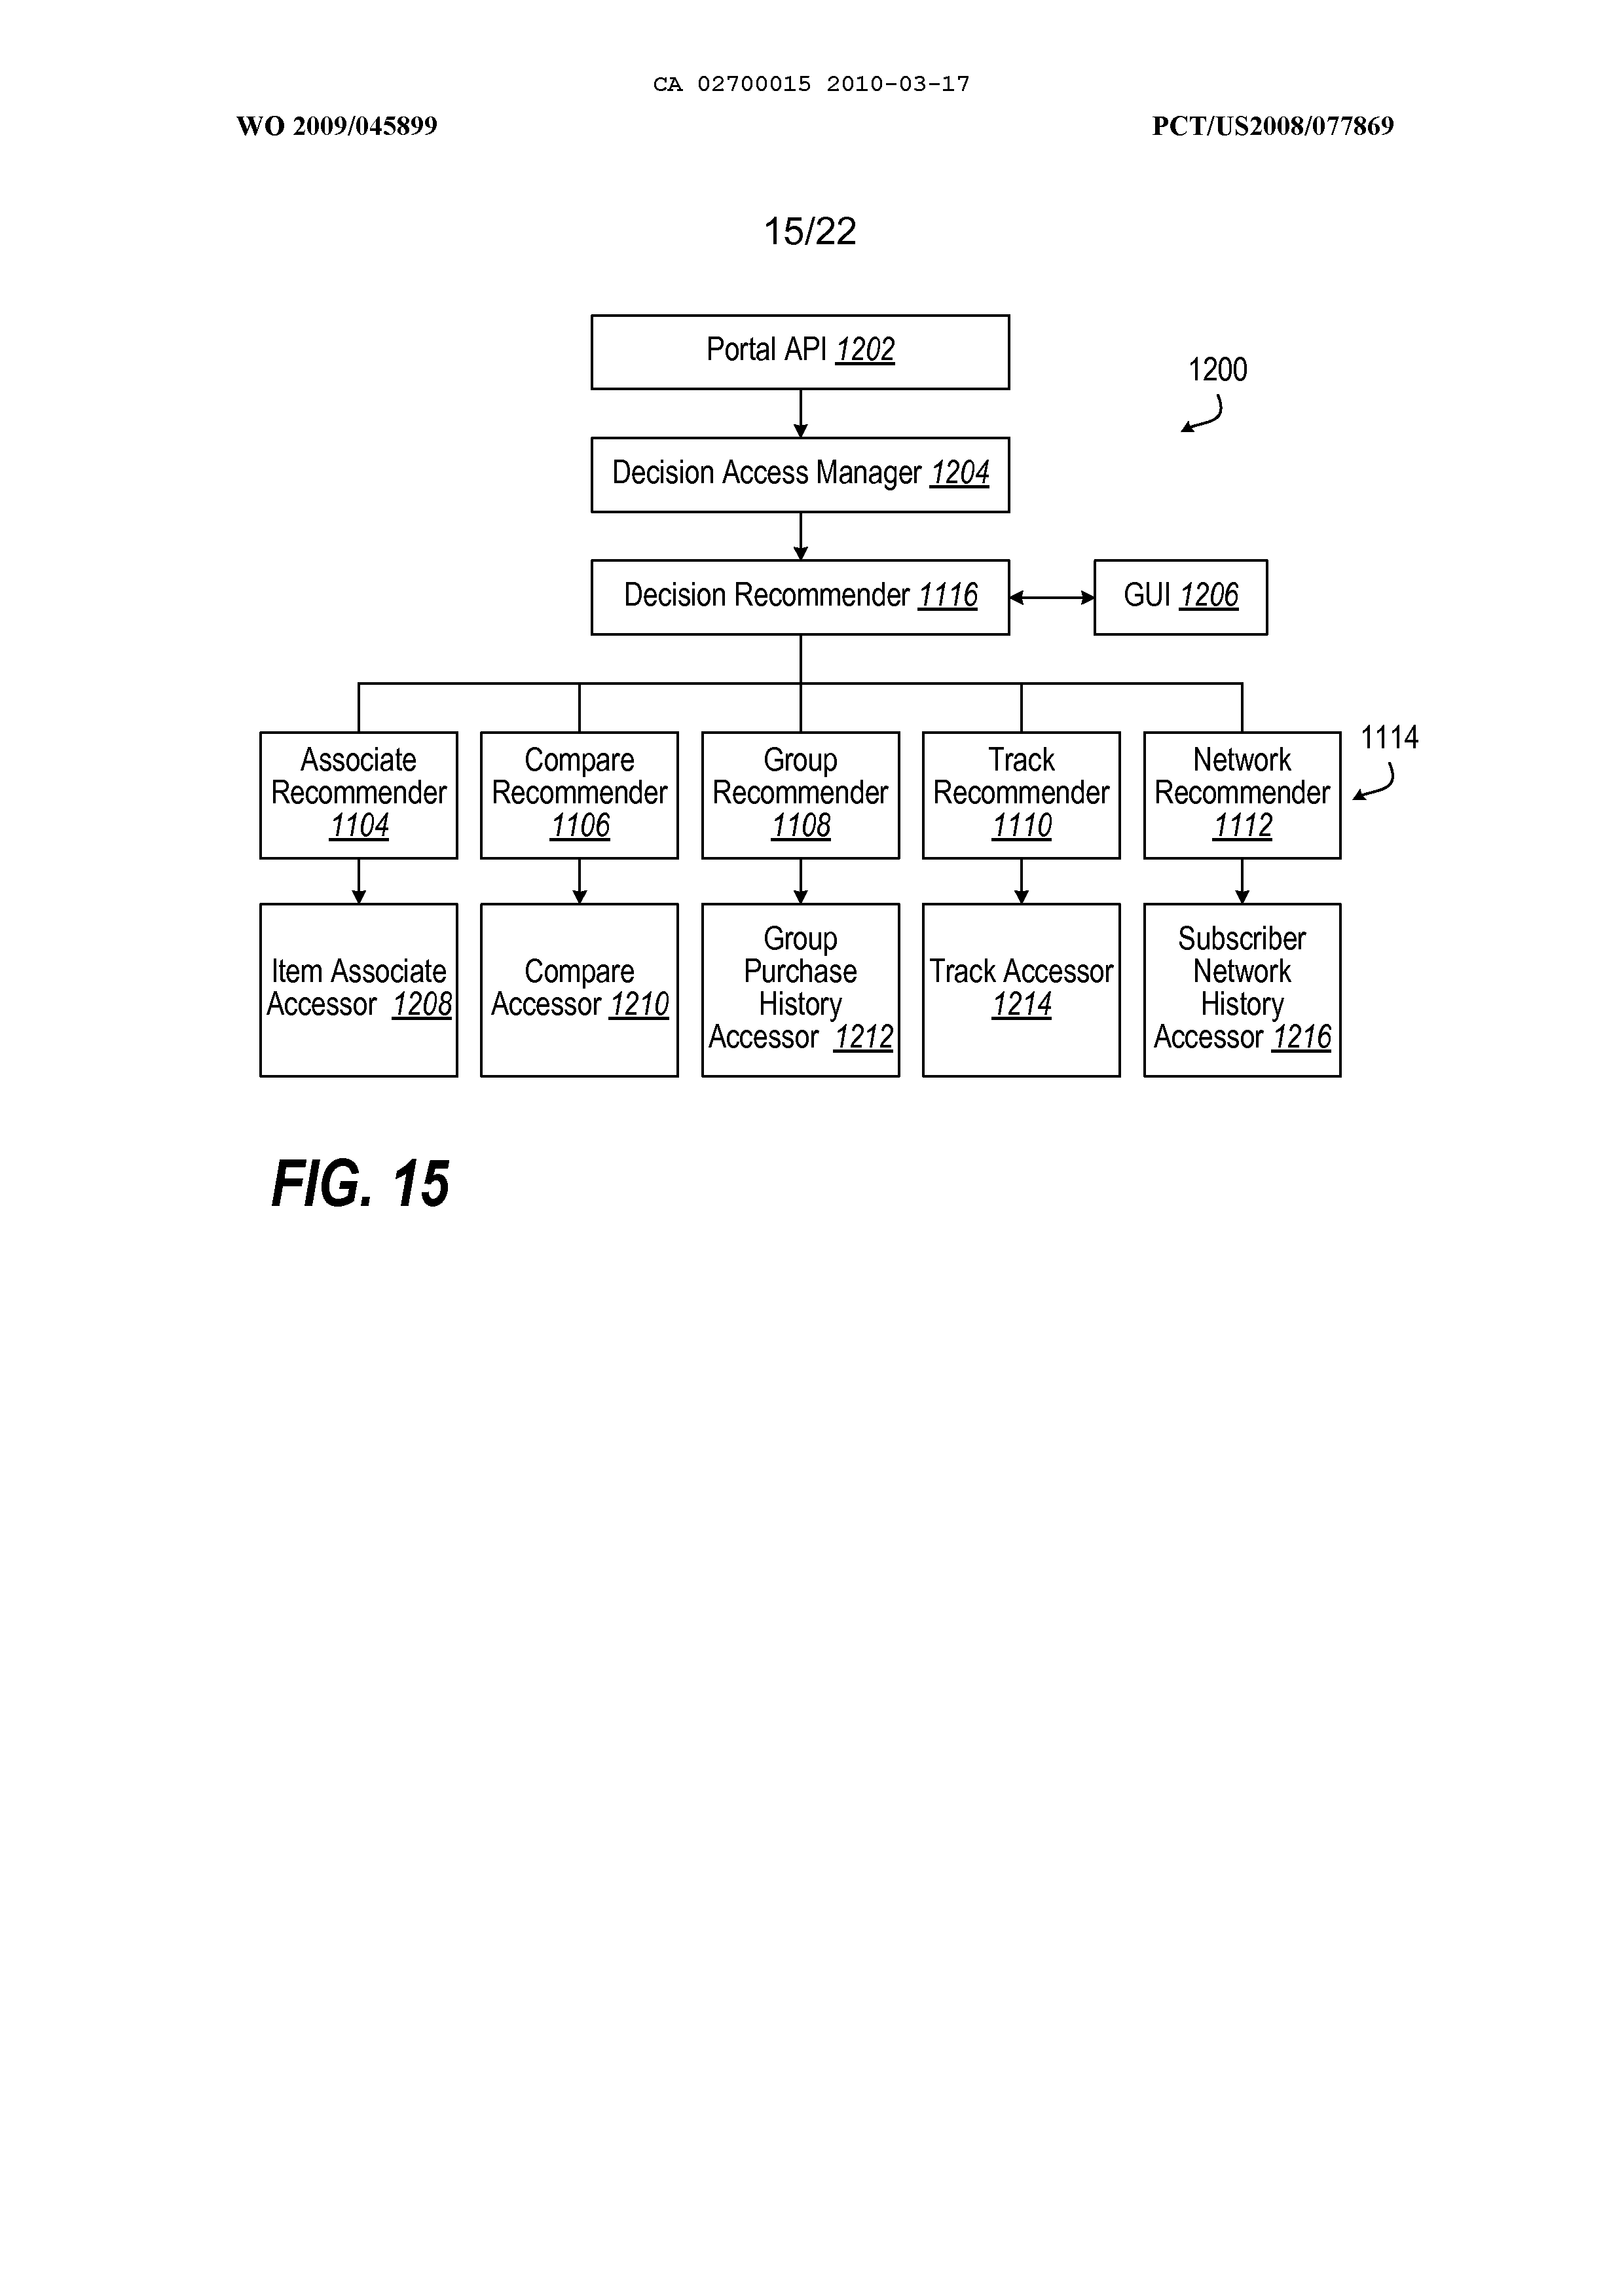 CA 02700015 2010-03-17
WO 2009/045899
PCT/US2008/077869
15/22
Portal API 1202
1200
Decision Access Manager 1204
Decision Recommender 1116
GUI 1206
Associate
Recommender
1104
Compare
Recommender
1106
Group
Recommender
1108
Track
Recommender
1110
Network
Recommender
1112
1114
Item Associate
Accessor 1208
Compare
Accessor 1210
Group
Purchase
History
Accessor 1212
Track Accessor
1214
Subscriber
Network
History
Accessor 1216
FIG. 15